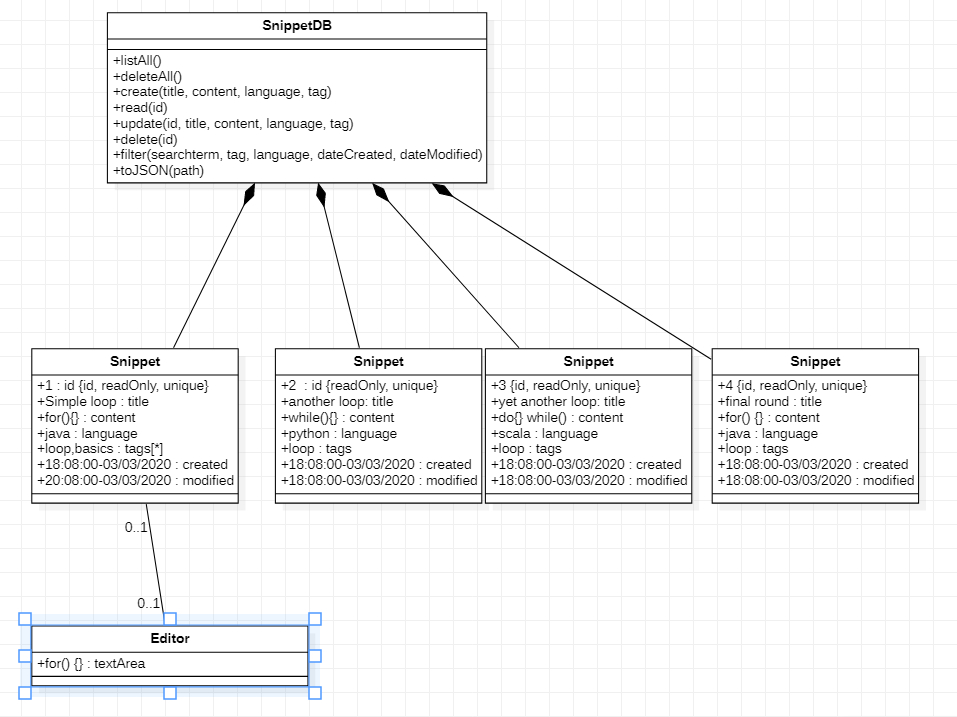 SnippetDB
+listAll()
+deleteAll()
+create(title, content, language, tag)
+read(id)
+update(id, title, content, language, tag)
+delete(id)
+filter(searchterm, tag, language, dateCreated, dateModified)
+toJSON(path)
Snippet
+1 : id {id, readOnly, unique}
+Simple loop : title
+for(){} : content
+java : language
+loop,basics : tags[*]
+18:08:00-03/03/2020 : created
+20:08:00-03/03/2020 : modified
Snippet
+2  : id {readOnly, unique}
+another loop: title
+while(){} : content
+python : language
+loop : tags
+18:08:00-03/03/2020 : created
+18:08:00-03/03/2020 : modified
Snippet
+3 {id, readOnly, unique}
+yet another loop: title
+do{} while() : content
+scala : language
+loop : tags
+18:08:00-03/03/2020 : created
+18:08:00-03/03/2020 : modified
Snippet
+4 {id, readOnly, unique}
+final round : title
+for() {} : content
+java : language
+loop : tags
+18:08:00-03/03/2020 : created
+18:08:00-03/03/2020 : modified
0..1
0..1
Editor
+for() {} : textArea